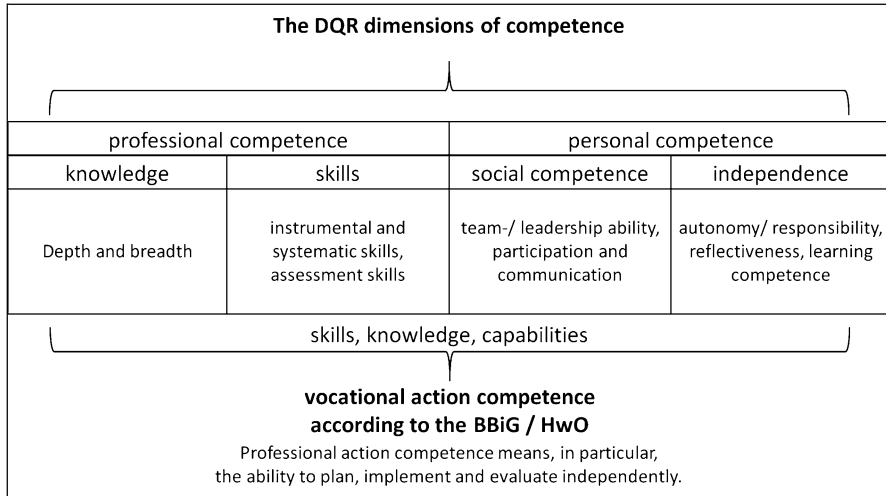 The DQR dimensions of competence
professional competence
personal competence
knowledge
skills
social competence
independence
Depth and breadth
instrumental and
systematic skills,
assessment skills
team-/ leadership ability,
participation and
communication
autonomy/ responsibility,
reflectiveness, learning
competence
skills, knowledge, capabilities
vocational action competence
according to the BBiG / HwO
Professional action competence means, in particular,
the ability to plan, implement and evaluate independently.